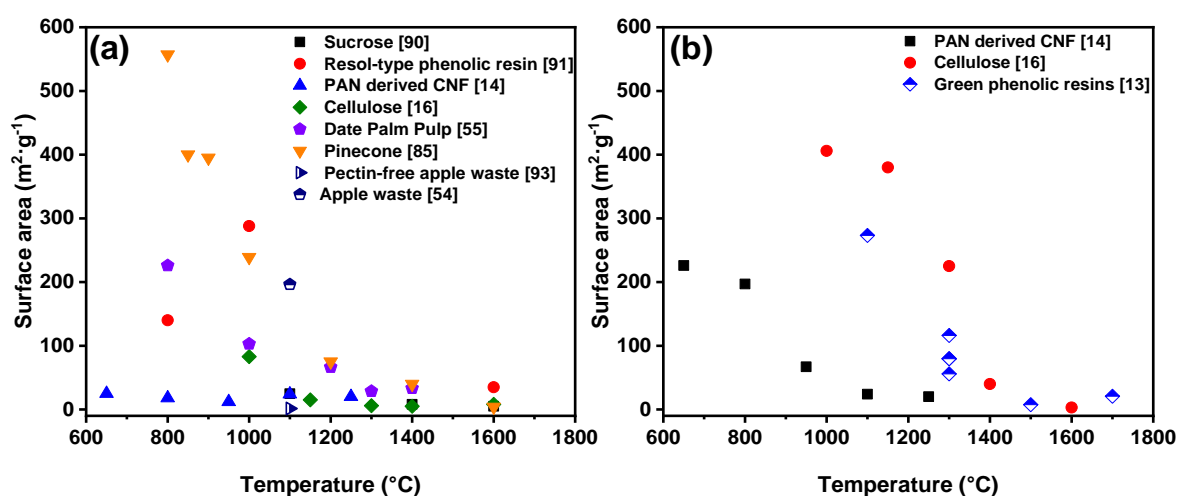 (a)
Sucrose [90]
Resol-type phenolic resin [91]
PAN derived CNF [14]
Cellulose [16]
Date Palm Pulp [55]
Pinecone [85]
Pectin-free apple waste [93]
Apple waste [54]
600
500
400
300
200
100
0
Surface area (m²·g⁻¹)
600 800 1000 1200 1400 1600 1800
Temperature (°C)
(b)
PAN derived CNF [14]
Cellulose [16]
Green phenolic resins [13]
600
500
400
300
200
100
0
Surface area (m²·g⁻¹)
600 800 1000 1200 1400 1600 1800
Temperature (°C)